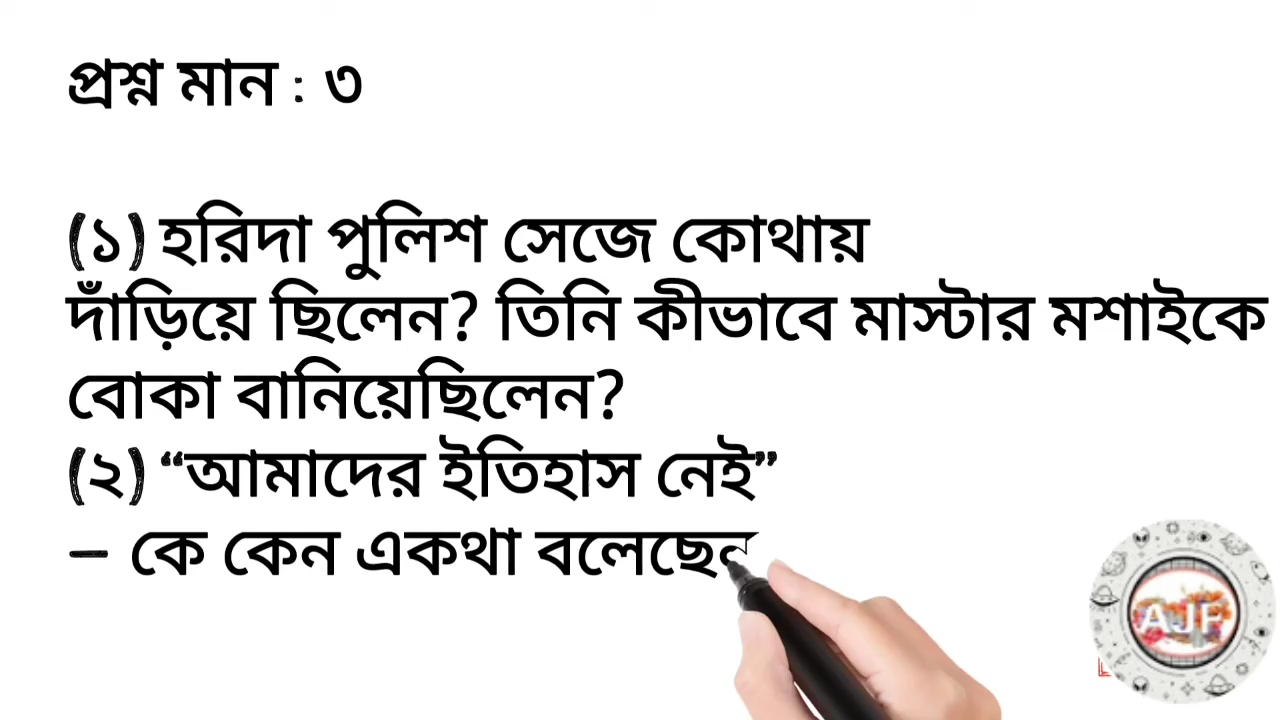 প্রশ্ন মান : ৩
(১) হরিদা পুলিশ সেজে কোথায়
দাঁড়িয়ে ছিলেন? তিনি কীভাবে মাস্টার মশাইকে
বোকা বানিয়েছিলেন?
(২) “আমাদের ইতিহাস নেই”
– কে কেন একথা বলেছেন
AJF